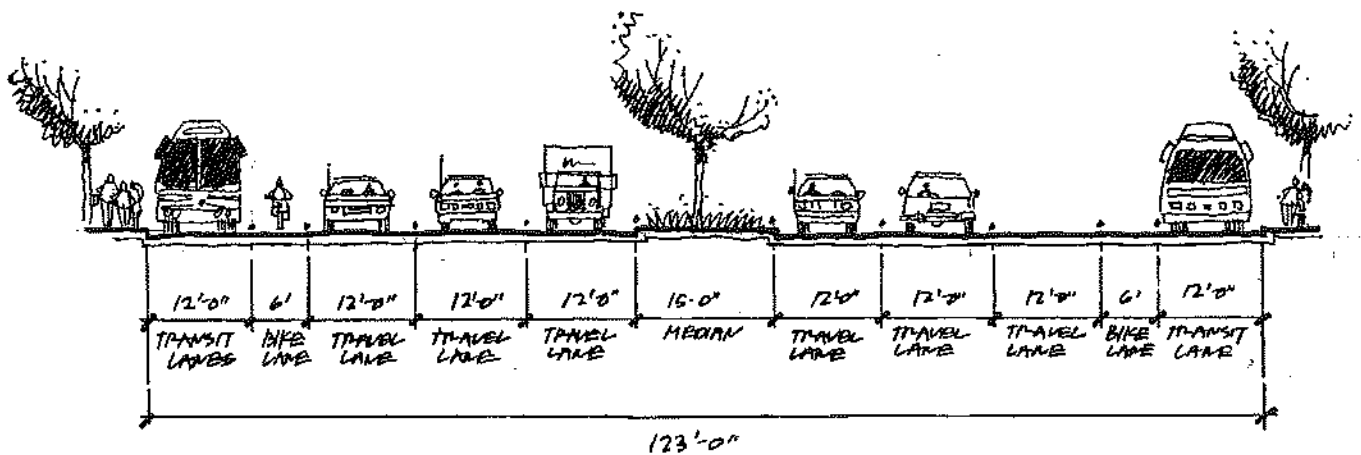 12'-0" 6' 12'-0" 12'-0" 12'-0" 15-0" 12'0" 12'-0" 12'-0" 6' 12'-0"
TRANSIT BIKE TRAVEL TRAVEL TRAVEL MEDIAN TRAVEL TRAVEL TRAVEL BIKE TRANSIT
LANES LANE LANE LANE LANE LANE LANE LANE LANE LANE
123'-0"